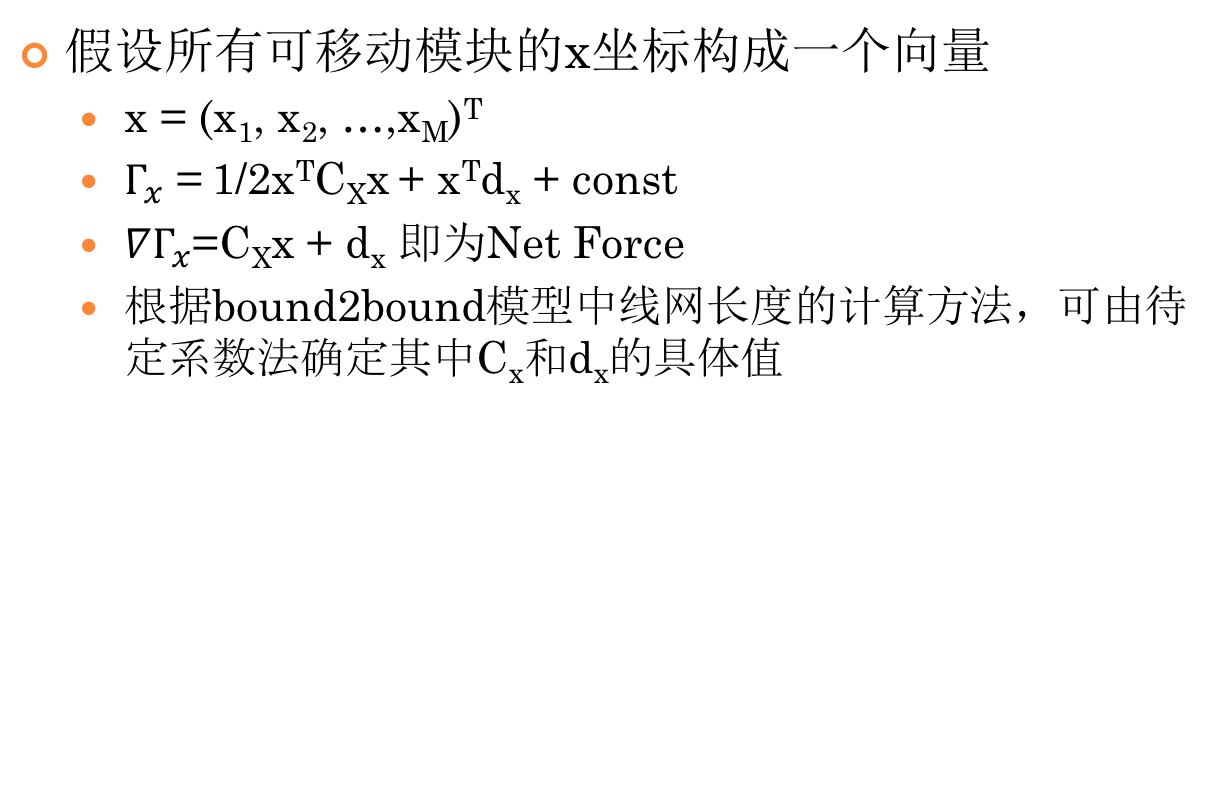 假设所有可移动模块的x坐标构成一个向量
x = (x₁, x₂, …,x_M)ᵀ
Γₓ = 1/2xᵀC_Xx + xᵀdₓ + const
∇Γₓ=C_Xx + dₓ 即为Net Force
根据bound2bound模型中线网长度的计算方法，可由待
定系数法确定其中Cₓ和dₓ的具体值